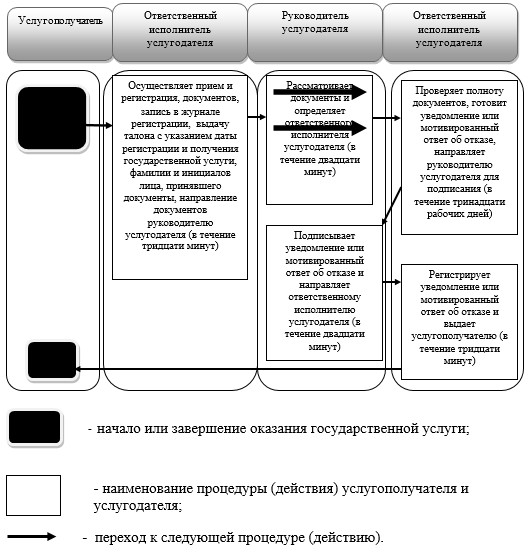 Услугополучатель
Ответственный
исполнитель
услугодателя
Руководитель
услугодателя
Ответственный
исполнитель
услугодателя
Осуществляет прием и
регистрация, документов,
запись в журнале
регистрации, выдачу
талона с указанием даты
регистрации и получения
государственной услуги,
фамилии и инициалов
лица, принявшего
документы, направление
документов
руководителю
услугодателя (в течение
тридцати минут)
Рассматривает
документы и
определяет
ответственного
исполнителя
услугодателя (в
течение двадцати
минут)
Проверяет полноту
документов, готовит
уведомление или
мотивированный
ответ об отказе,
направляет
руководителю
услугодателя для
подписания (в
течение тринадцати
рабочих дней)
Подписывает
уведомление или
мотивированный
ответ об отказе и
направляет
ответственному
исполнителю
услугодателя (в
течение двадцати
минут)
Регистрирует
уведомление или
мотивированный
ответ об отказе и
выдает
услугополучателю (в
течение тридцати
минут)
- начало или завершение оказания государственной услуги;
- наименование процедуры (действия) услугополучателя и
услугодателя;
- переход к следующей процедуре (действию).